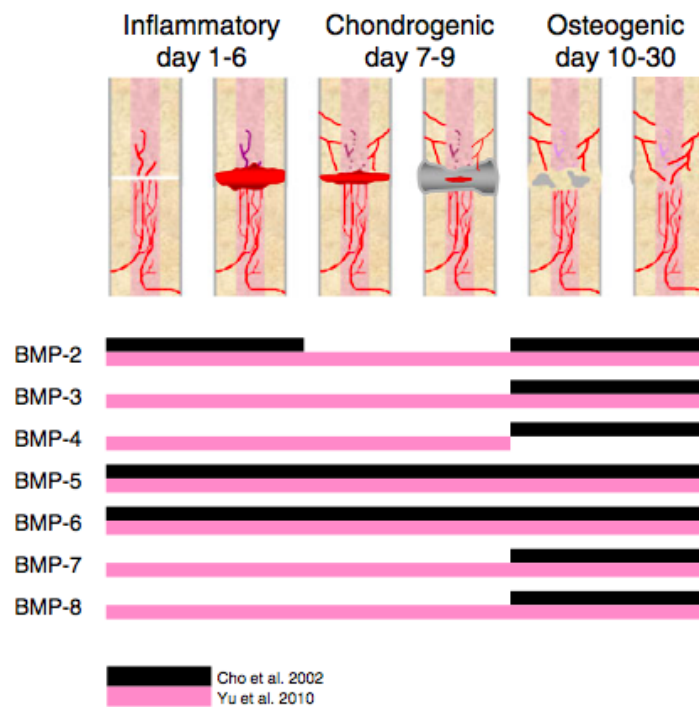 Inflammatory
day 1-6
Chondrogenic
day 7-9
Osteogenic
day 10-30
BMP-2
BMP-3
BMP-4
BMP-5
BMP-6
BMP-7
BMP-8
Cho et al. 2002
Yu et al. 2010